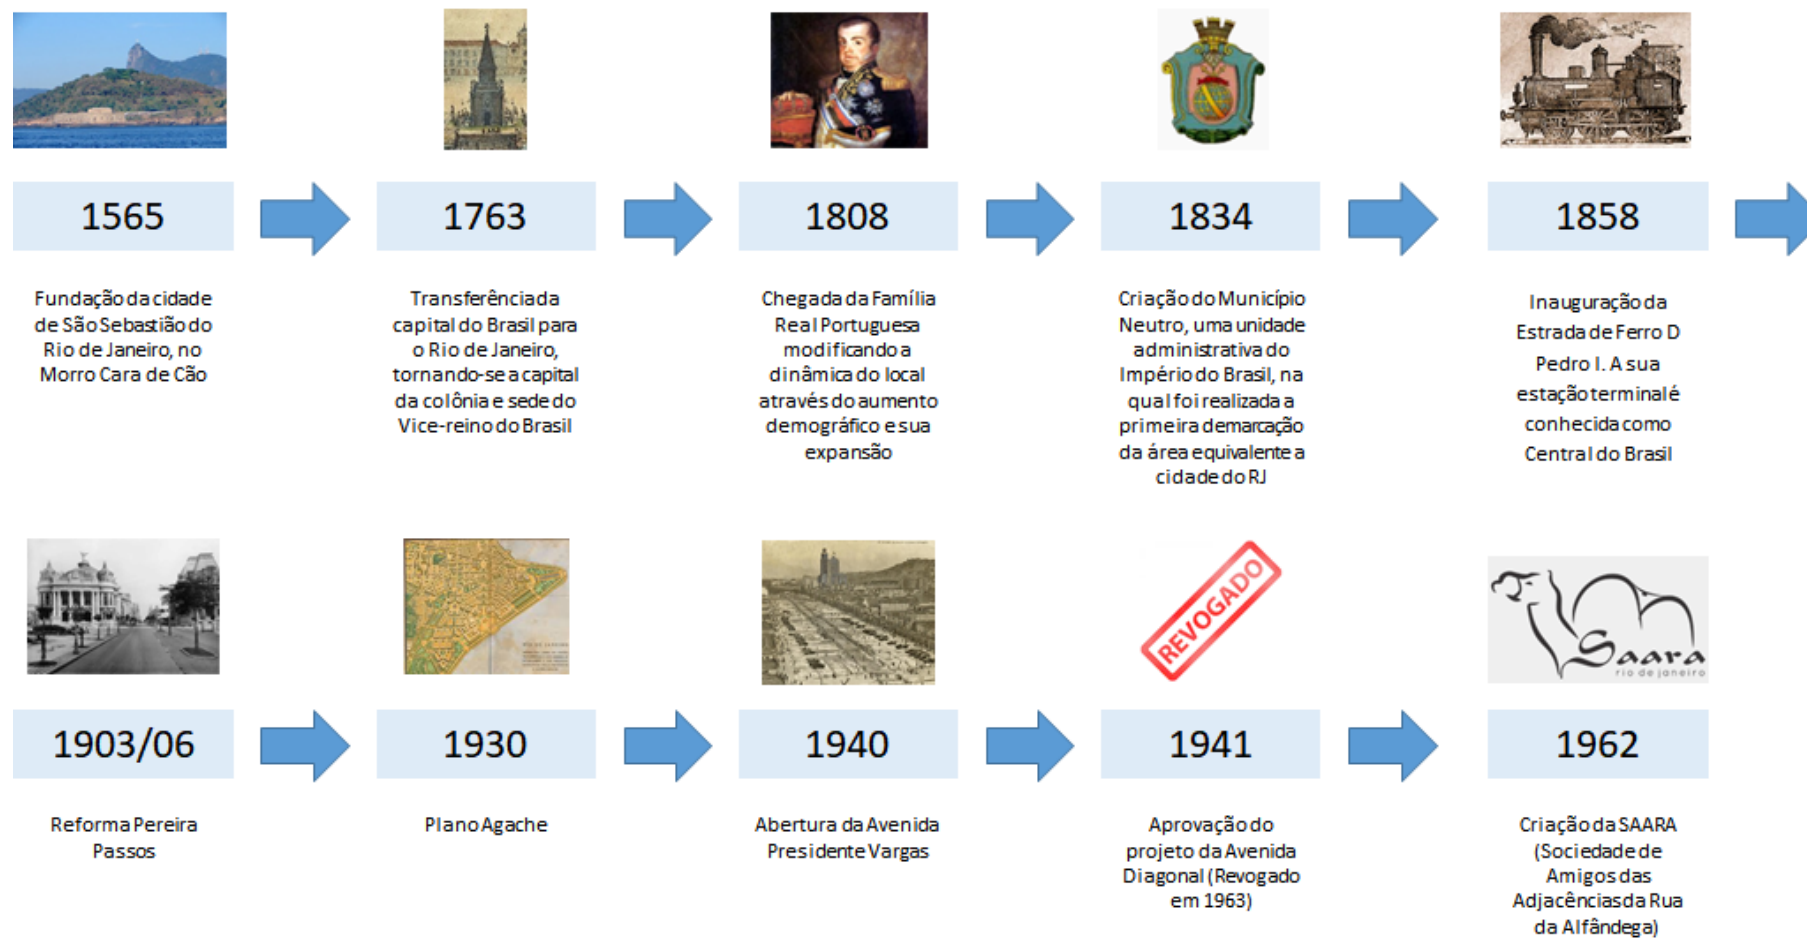 1565
Fundação da cidade
de São Sebastião do
Rio de Janeiro, no
Morro Cara de Cão
1763
Transferência da
capital do Brasil para
o Rio de Janeiro,
tornando-se a capital
da colônia e sede do
Vice-reino do Brasil
1808
Chegada da Família
Real Portuguesa
modificando a
dinâmica do local
através do aumento
demográfico e sua
expansão
1834
Criação do Município
Neutro, uma unidade
administrativa do
Império do Brasil, na
qual foi realizada a
primeira demarcação
da área equivalente a
cidade do RJ
1858
Inauguração da
Estrada de Ferro D
Pedro I. A sua
estação terminal é
conhecida como
Central do Brasil
1903/06
Reforma Pereira
Passos
1930
Plano Agache
1940
Abertura da Avenida
Presidente Vargas
REVOGADO
1941
Aprovação do
projeto da Avenida
Diagonal (Revogado
em 1963)
Saara
rio de janeiro
1962
Criação da SAARA
(Sociedade de
Amigos das
Adjacências da Rua
da Alfândega)